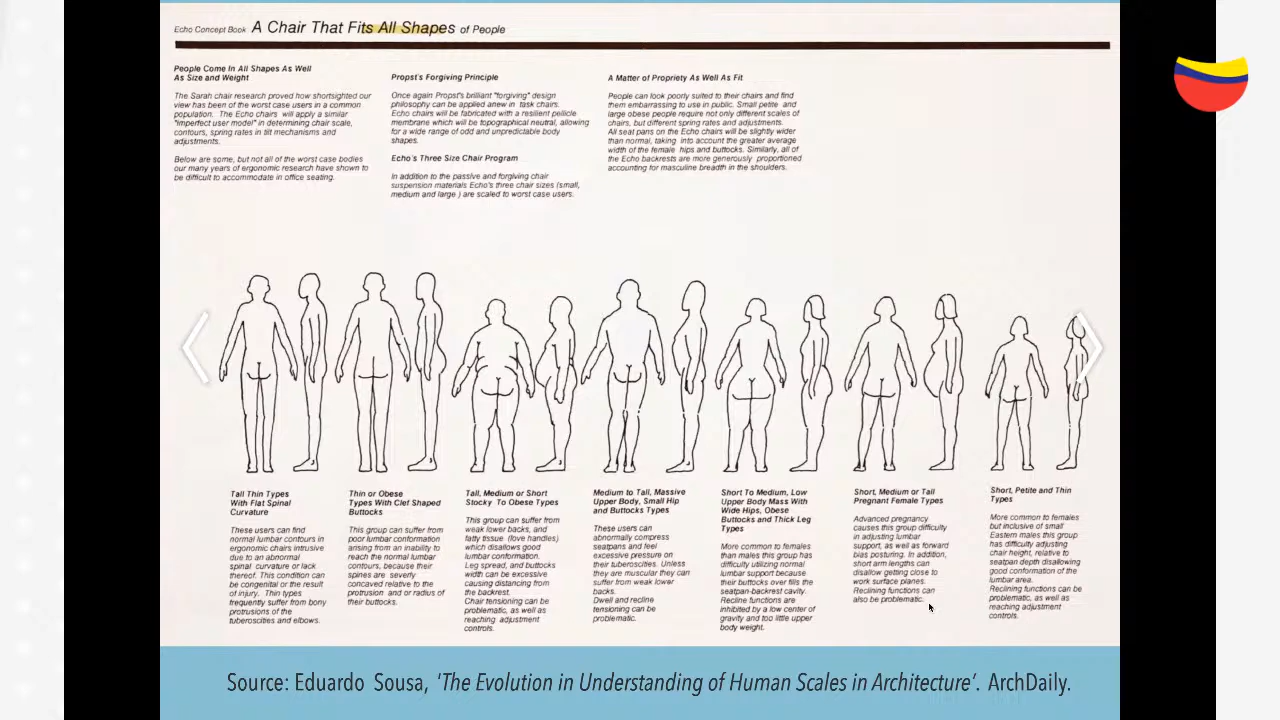 Echo Concept Book A Chair That Fits All Shapes of People
People Come In All Shapes As Well
As Size and Weight
The Sarah chair research proved how shortsighted our
view has been of the worst case users in a common
population. The Echo chairs will apply a similar
"imperfect user model" in determining chair scale,
contours, spring rates in tilt mechanisms and
adjustments.
Below are some, but not all of the worst case bodies
our many years of ergonomic research have shown to
be difficult to accommodate in office seating.
Propst's Forgiving Principle
Once again Propst's brilliant "forgiving" design
philosophy can be applied anew in task chairs.
Echo chairs will be fabricated with a resilient pellicle
membrane which will be topographical neutral, allowing
for a wide range of odd and unpredictable body
shapes.
Echo's Three Size Chair Program
In addition to the passive and forgiving chair
suspension materials Echo's three chair sizes (small,
medium and large ) are scaled to worst case users.
A Matter of Propriety As Well As Fit
People can look poorly suited to their chairs and find
them embarrassing to use in public. Small petite and
large obese people require not only different scales of
chairs, but different spring rates and adjustments.
All seat pans on the Echo chairs will be slightly wider
than normal, taking into account the greater average
width of the female hips and buttocks. Similarly, all of
the Echo backrests are more generously proportioned
accounting for masculine breadth in the shoulders.
Tall Thin Types
With Flat Spinal
Curvature
These users can find
normal lumbar contours in
ergonomic chairs intrusive
due to an abnormal
spinal curvature or lack
thereof. This condition can
be congenital or the result
of injury. Thin types
frequently suffer from bony
protrusions of the
tuberoscities and elbows.
Thin or Obese
Types With Clef Shaped
Buttocks
This group can suffer from
poor lumbar conformation
arising from an inability to
reach the normal lumbar
contours, because their
spines are severly
concaved relative to the
protrusion and or radius of
their buttocks.
Tall, Medium or Short
Stocky To Obese Types
This group can suffer from
weak lower backs, and
fatty tissue (love handles)
which disallows good
lumbar conformation.
Leg spread, and buttocks
width can be excessive
causing distancing from
the backrest.
Chair tensioning can be
problematic, as well as
reaching adjustment
controls.
Medium to Tall, Massive
Upper Body, Small Hip
and Buttocks Types
These users can
abnormally compress
seatpans and feel
excessive pressure on
their tuberoscities. Unless
they are muscular they can
suffer from weak lower
backs.
Dwell and recline
tensioning can be
problematic.
Short To Medium, Low
Upper Body Mass With
Wide Hips, Obese
Buttocks and Thick Leg
Types
More common to females
than males this group has
difficulty utilizing normal
lumbar support because
their buttocks over fills the
seatpan-backrest cavity.
Recline functions are
inhibited by a low center of
gravity and too little upper
body weight.
Short, Medium or Tall
Pregnant Female Types
Advanced pregnancy
causes this group difficulty
in adjusting lumbar
support, as well as forward
bias posturing. In addition,
short arm lengths can
disallow getting close to
work surface planes.
Reclining functions can
also be problematic.
Short, Petite and Thin
Types
More common to females
but inclusive of small
Eastern males this group
has difficulty adjusting
chair height, relative to
seatpan depth disallowing
good conformation of the
lumbar area.
Reclining functions can be
problematic, as well as
reaching adjustment
controls.
Source: Eduardo Sousa, 'The Evolution in Understanding of Human Scales in Architecture'. ArchDaily.